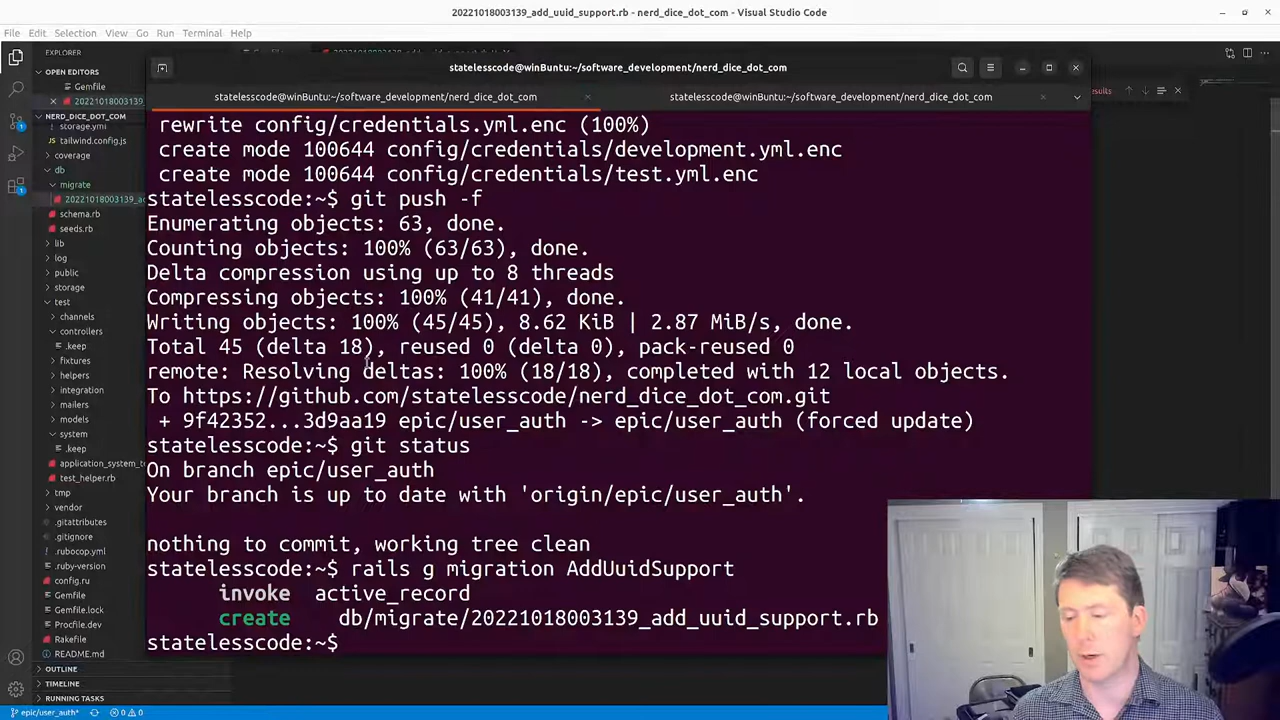 20221018003139_add_uuid_support.rb - nerd_dice_dot_com - Visual Studio Code
File Edit Selection View Go Run Terminal Help
EXPLORER
OPEN EDITORS
Gemfile
20221018003139
NERD_DICE_DOT_COM
storage.yml
tailwind.config.js
coverage
db
migrate
20221018003139_ad
schema.rb
seeds.rb
lib
log
public
storage
test
channels
controllers
.keep
fixtures
helpers
integration
mailers
models
system
.keep
application_system_t
test_helper.rb
tmp
vendor
.gitattributes
.gitignore
.rubocop.yml
.ruby-version
config.ru
Gemfile
Gemfile.lock
Procfile.dev
Rakefile
README.md
OUTLINE
TIMELINE
RUNNING TASKS
epic/user_auth* 0 0
statelesscode@winBuntu:~/software_development/nerd_dice_dot_com
statelesscode@winBuntu:~/software_development/nerd_dice_dot_com
statelesscode@winBuntu:~/software_development/nerd_dice_dot_com
rewrite config/credentials.yml.enc (100%)
create mode 100644 config/credentials/development.yml.enc
create mode 100644 config/credentials/test.yml.enc
statelesscode:~$ git push -f
Enumerating objects: 63, done.
Counting objects: 100% (63/63), done.
Delta compression using up to 8 threads
Compressing objects: 100% (41/41), done.
Writing objects: 100% (45/45), 8.62 KiB | 2.87 MiB/s, done.
Total 45 (delta 18), reused 0 (delta 0), pack-reused 0
remote: Resolving deltas: 100% (18/18), completed with 12 local objects.
To https://github.com/statelesscode/nerd_dice_dot_com.git
+ 9f42352...3d9aa19 epic/user_auth -> epic/user_auth (forced update)
statelesscode:~$ git status
On branch epic/user_auth
Your branch is up to date with 'origin/epic/user_auth'.
nothing to commit, working tree clean
statelesscode:~$ rails g migration AddUuidSupport
invoke active_record
create db/migrate/20221018003139_add_uuid_support.rb
statelesscode:~$